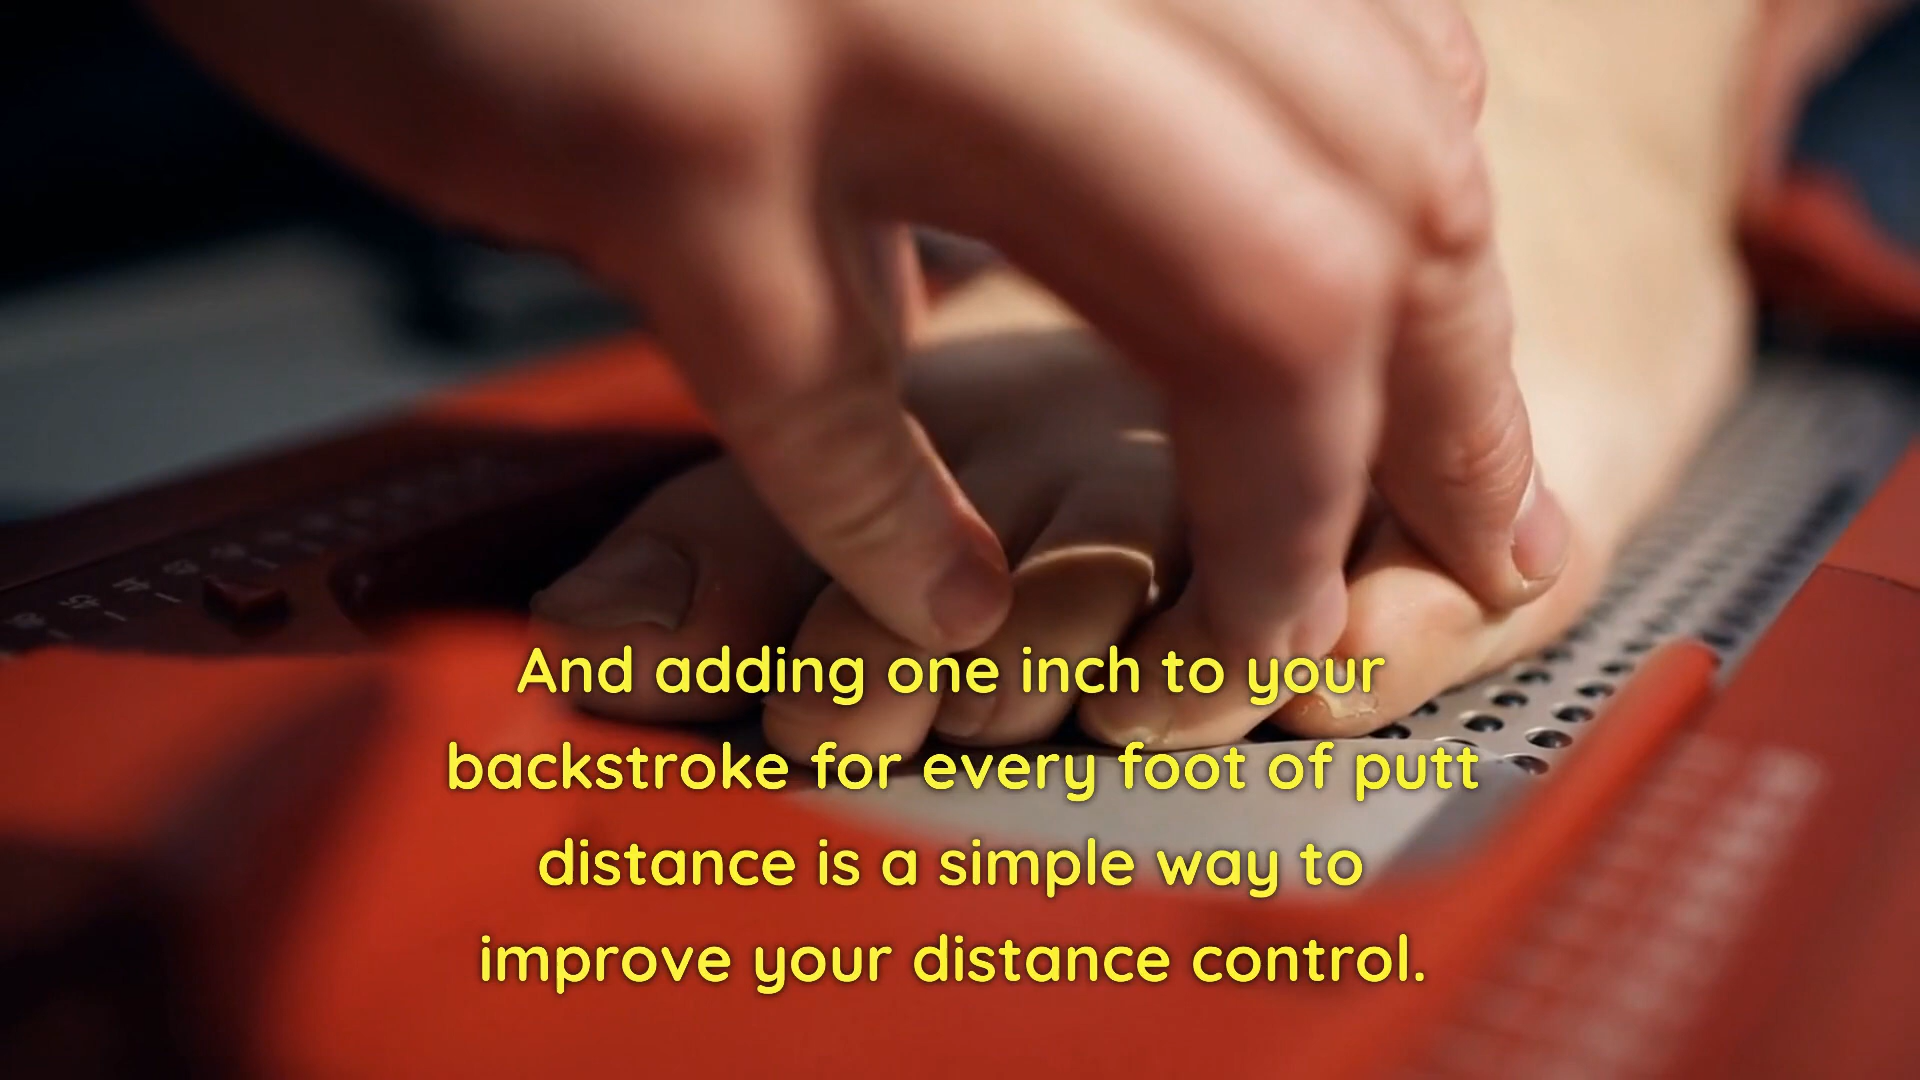 And adding one inch to your
backstroke for every foot of putt
distance is a simple way to
improve your distance control.